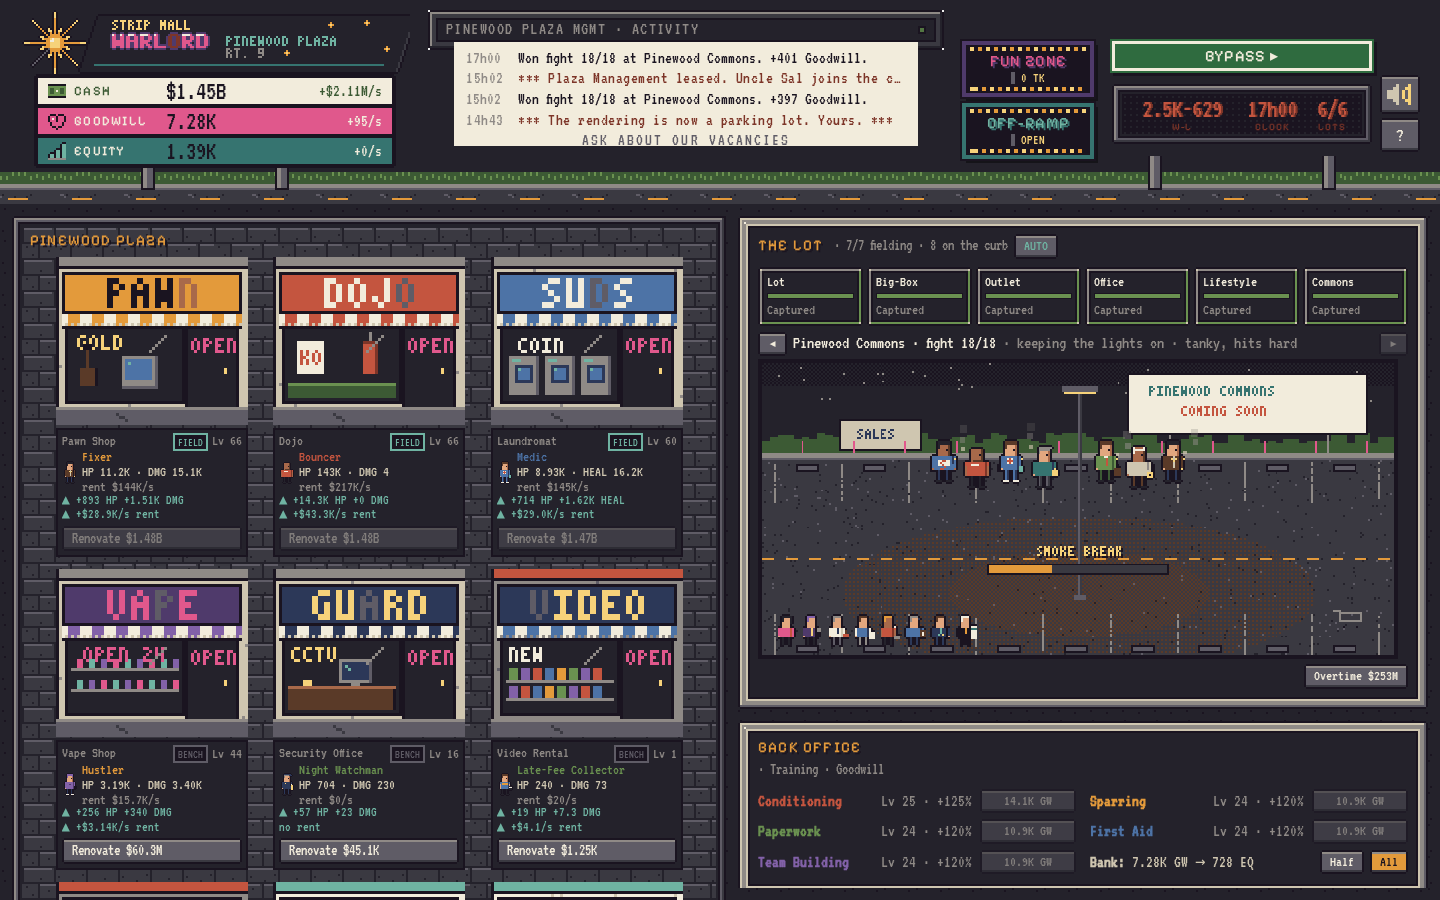 STRIP MALL
WARLORD
PINEWOOD PLAZA
RT. 9
CASH $1.45B +$2.11M/s
GOODWILL 7.28K +95/s
EQUITY 1.39K +0/s
PINEWOOD PLAZA MGMT · ACTIVITY
17h00 Won fight 18/18 at Pinewood Commons. +401 Goodwill.
15h02 *** Plaza Management leased. Uncle Sal joins the c…
15h02 Won fight 18/18 at Pinewood Commons. +397 Goodwill.
14h43 *** The rendering is now a parking lot. Yours. ***
ASK ABOUT OUR VACANCIES
FUN ZONE
0 TK
OFF-RAMP
OPEN
BYPASS ▶
2.5K-629 17h00 6/6
W-L CLOCK LOTS
?
PINEWOOD PLAZA
PAWN
GOLD
OPEN
DOJO
KO
OPEN
SUDS
COIN
OPEN
Pawn Shop FIELD Lv 66
Fixer
HP 11.2K · DMG 15.1K
rent $144K/s
▲ +893 HP +1.51K DMG
▲ +$28.9K/s rent
Renovate $1.48B
Dojo FIELD Lv 66
Bouncer
HP 143K · DMG 4
rent $217K/s
▲ +14.3K HP +0 DMG
▲ +$43.3K/s rent
Renovate $1.48B
Laundromat FIELD Lv 60
Medic
HP 8.93K · HEAL 16.2K
rent $145K/s
▲ +714 HP +1.62K HEAL
▲ +$29.0K/s rent
Renovate $1.47B
VAPE
OPEN 24
OPEN
GUARD
CCTV
OPEN
VIDEO
NEW
OPEN
Vape Shop BENCH Lv 44
Hustler
HP 3.19K · DMG 3.40K
rent $15.7K/s
▲ +256 HP +340 DMG
▲ +$3.14K/s rent
Renovate $60.3M
Security Office BENCH Lv 16
Night Watchman
HP 704 · DMG 230
rent $0/s
▲ +57 HP +23 DMG
no rent
Renovate $45.1K
Video Rental BENCH Lv 1
Late-Fee Collector
HP 240 · DMG 73
rent $20/s
▲ +19 HP +7.3 DMG
▲ +$4.1/s rent
Renovate $1.25K
THE LOT · 7/7 fielding · 8 on the curb AUTO
Lot Big-Box Outlet Office Lifestyle Commons
Captured Captured Captured Captured Captured Captured
◀ Pinewood Commons · fight 18/18 · keeping the lights on · tanky, hits hard ▶
PINEWOOD COMMONS
COMING SOON
SALES
SMOKE BREAK
Overtime $253M
BACK OFFICE
· Training · Goodwill
Conditioning Lv 25 · +125% 14.1K GW
Sparring Lv 24 · +120% 10.9K GW
Paperwork Lv 24 · +120% 10.9K GW
First Aid Lv 24 · +120% 10.9K GW
Team Building Lv 24 · +120% 10.9K GW
Bank: 7.28K GW → 728 EQ Half All